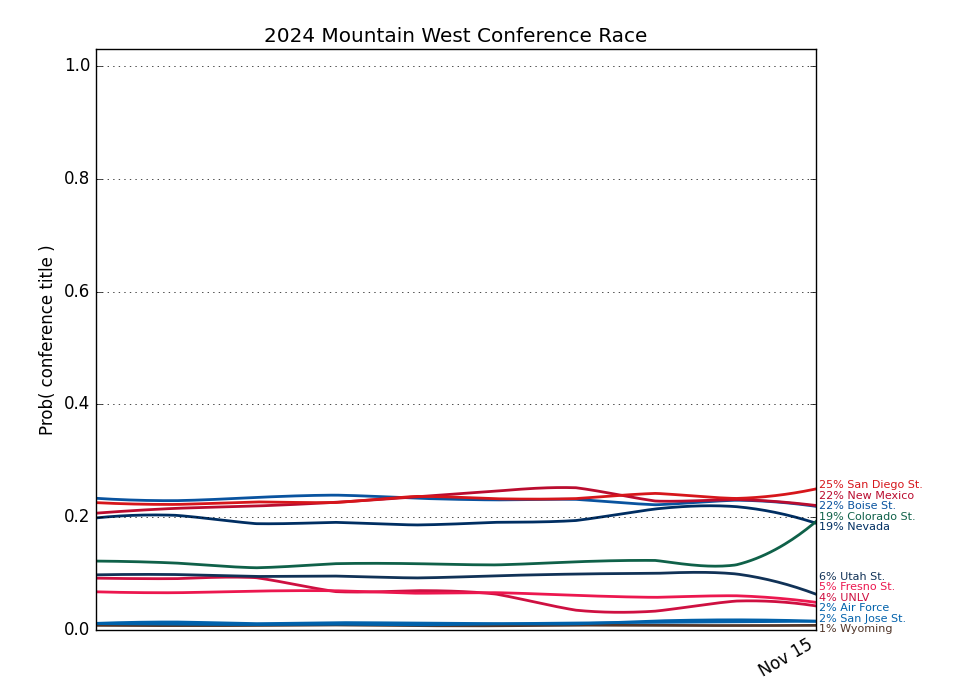 2024 Mountain West Conference Race
1.0
0.8
0.6
0.4
0.2
0.0
Prob( conference title )
25% San Diego St.
22% New Mexico
22% Boise St.
19% Colorado St.
19% Nevada
6% Utah St.
5% Fresno St.
4% UNLV
2% Air Force
2% San Jose St.
1% Wyoming
Nov 15